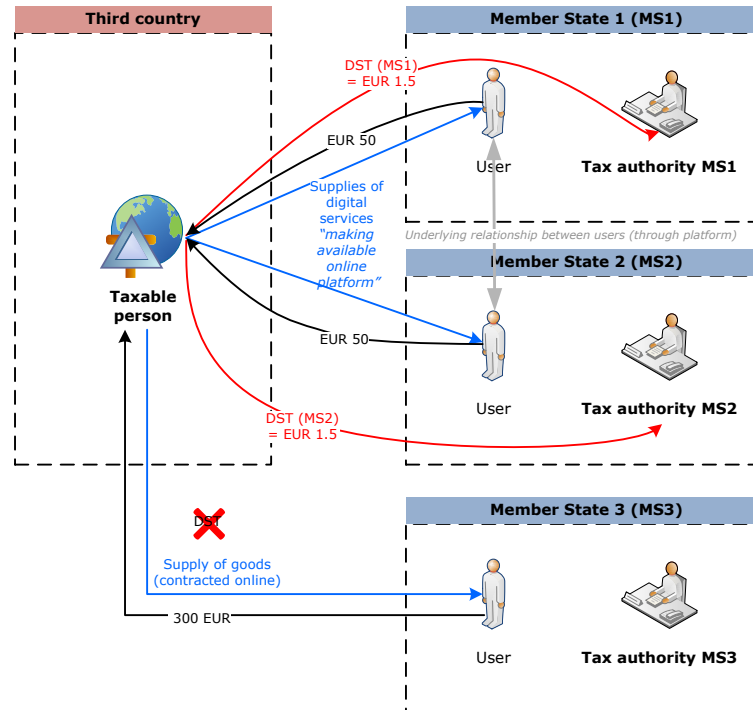 Third country
Member State 1 (MS1)
DST (MS1)
= EUR 1.5
EUR 50
User
Tax authority MS1
Supplies of
digital
services
“making
available
online
platform”
Underlying relationship between users (through platform)
Member State 2 (MS2)
Taxable
person
EUR 50
User
Tax authority MS2
DST (MS2)
= EUR 1.5
Member State 3 (MS3)
DST
Supply of goods
(contracted online)
300 EUR
User
Tax authority MS3